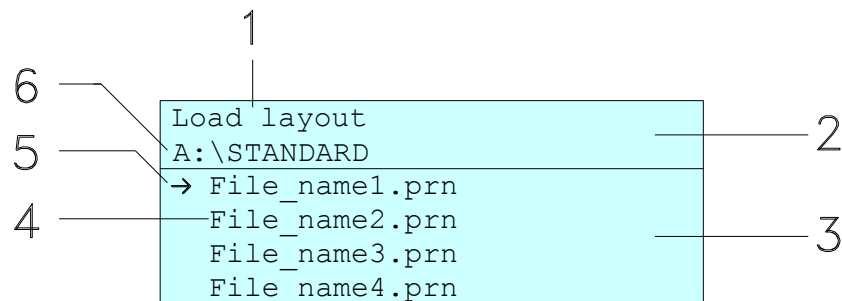 1
6
Load layout
2
A:\STANDARD
5
→ File_name1.prn
4
File_name2.prn
3
File_name3.prn
File_name4.prn